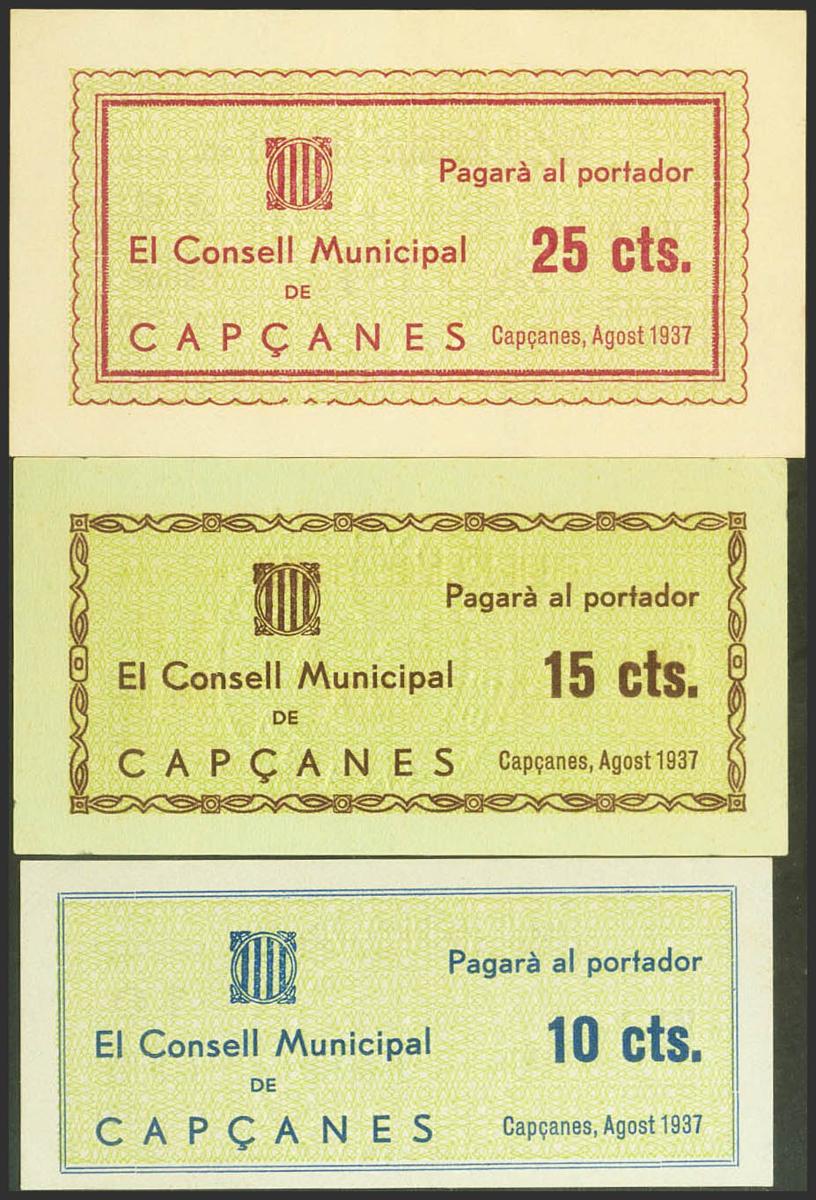 Pagarà al portador
El Consell Municipal 25 cts.
DE
CAPÇANES Capçanes, Agost 1937
Pagarà al portador
El Consell Municipal 15 cts.
DE
CAPÇANES Capçanes, Agost 1937
Pagarà al portador
El Consell Municipal 10 cts.
DE
CAPÇANES Capçanes, Agost 1937